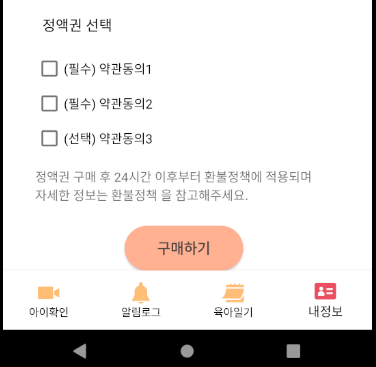 정액권 선택
(필수) 약관동의1
(필수) 약관동의2
(선택) 약관동의3
정액권 구매 후 24시간 이후부터 환불정책에 적용되며
자세한 정보는 환불정책 을 참고해주세요.
구매하기
아이확인 알림로그 육아일기 내정보